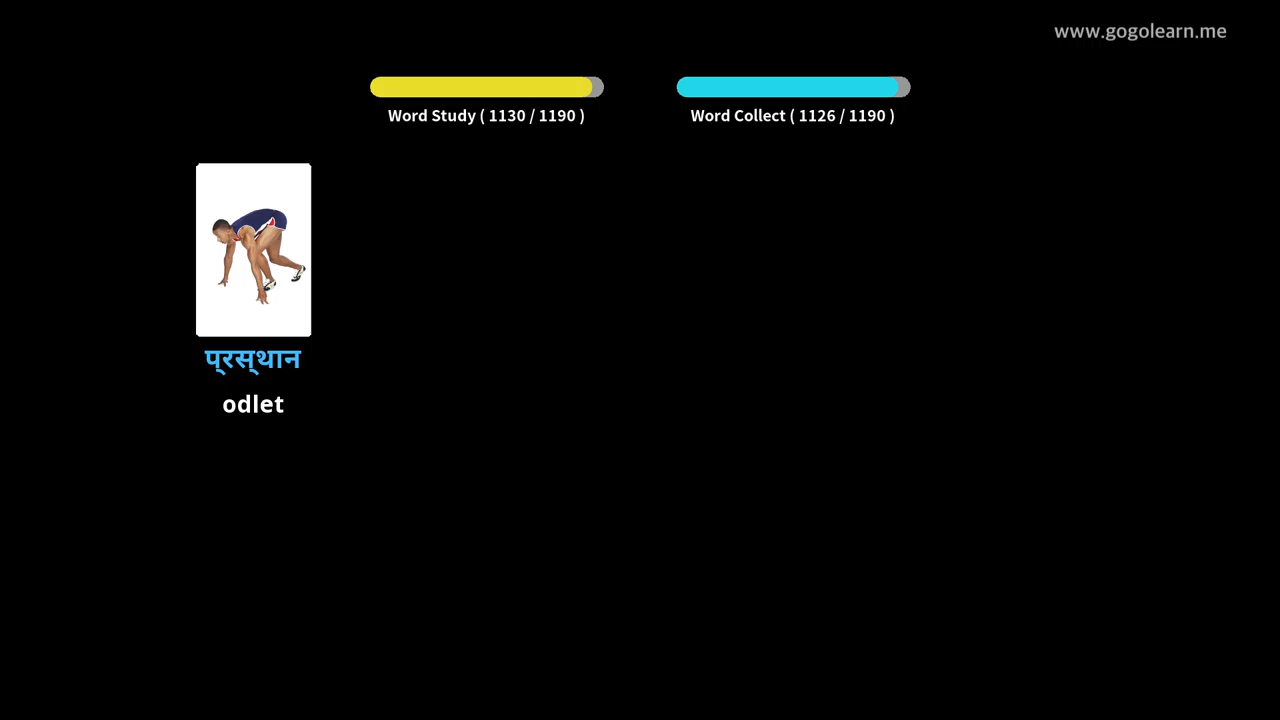 www.gogolearn.me
Word Study ( 1130 / 1190 )
Word Collect ( 1126 / 1190 )
प्रस्थान
odlet